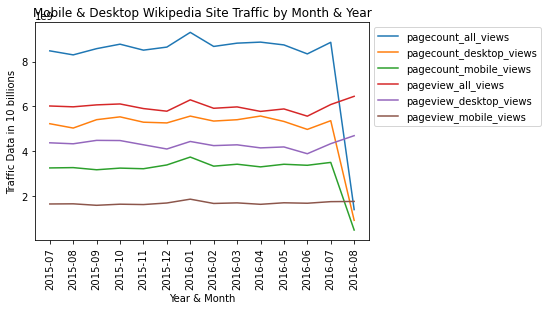 Mobile & Desktop Wikipedia Site Traffic by Month & Year
1e9
8
6
4
2
Traffic Data in 10 billions
2015-07
2015-08
2015-09
2015-10
2015-11
2015-12
2016-01
2016-02
2016-03
2016-04
2016-05
2016-06
2016-07
2016-08
Year & Month
pagecount_all_views
pagecount_desktop_views
pagecount_mobile_views
pageview_all_views
pageview_desktop_views
pageview_mobile_views